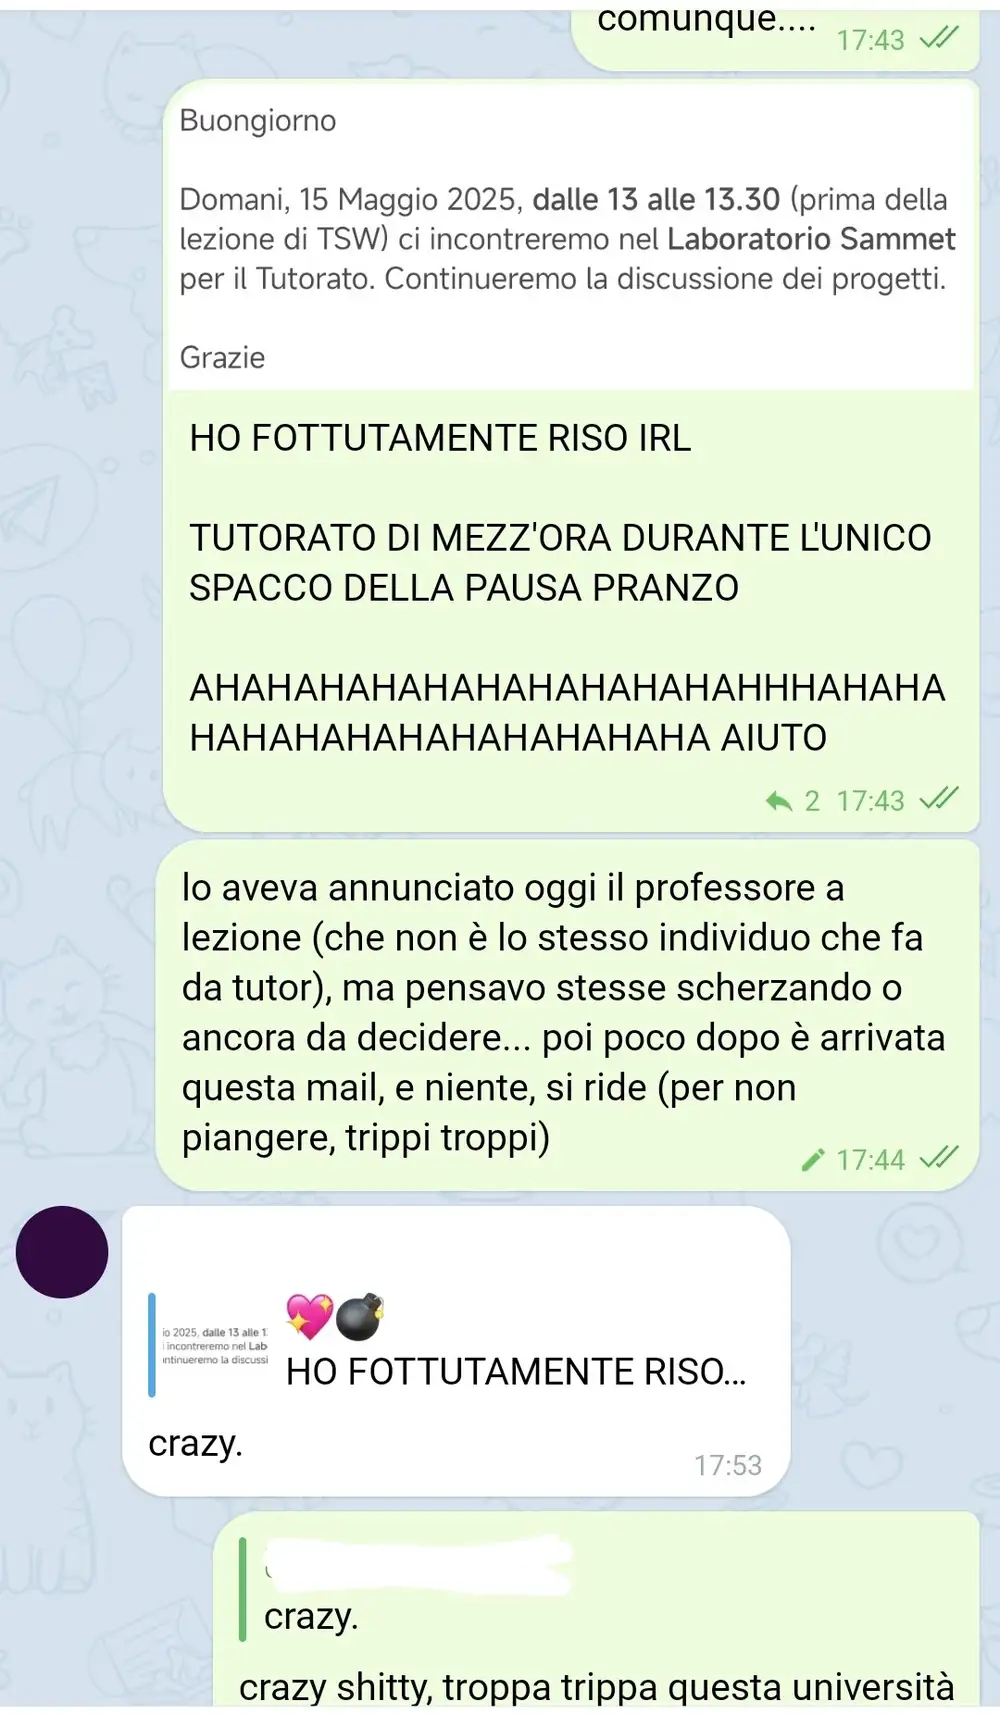 comunque....
17:43
Buongiorno
Domani, 15 Maggio 2025, dalle 13 alle 13.30 (prima della
lezione di TSW) ci incontreremo nel Laboratorio Sammet
per il Tutorato. Continueremo la discussione dei progetti.
Grazie
HO FOTTUTAMENTE RISO IRL
TUTORATO DI MEZZ'ORA DURANTE L'UNICO
SPACCO DELLA PAUSA PRANZO
AHAHAHAHAHAHAHAHAHAHAHHHAHAHA
HAHAHAHAHAHAHAHAHAHAHA AIUTO
2 17:43
lo aveva annunciato oggi il professore a
lezione (che non è lo stesso individuo che fa
da tutor), ma pensavo stesse scherzando o
ancora da decidere... poi poco dopo è arrivata
questa mail, e niente, si ride (per non
piangere, trippi troppi)
17:44
io 2025, dalle 13 alle 1
i incontreremo nel Lab
ntinueremo la discussi
💖💣
HO FOTTUTAMENTE RISO...
crazy.
17:53
crazy.
crazy shitty, troppa trippa questa università